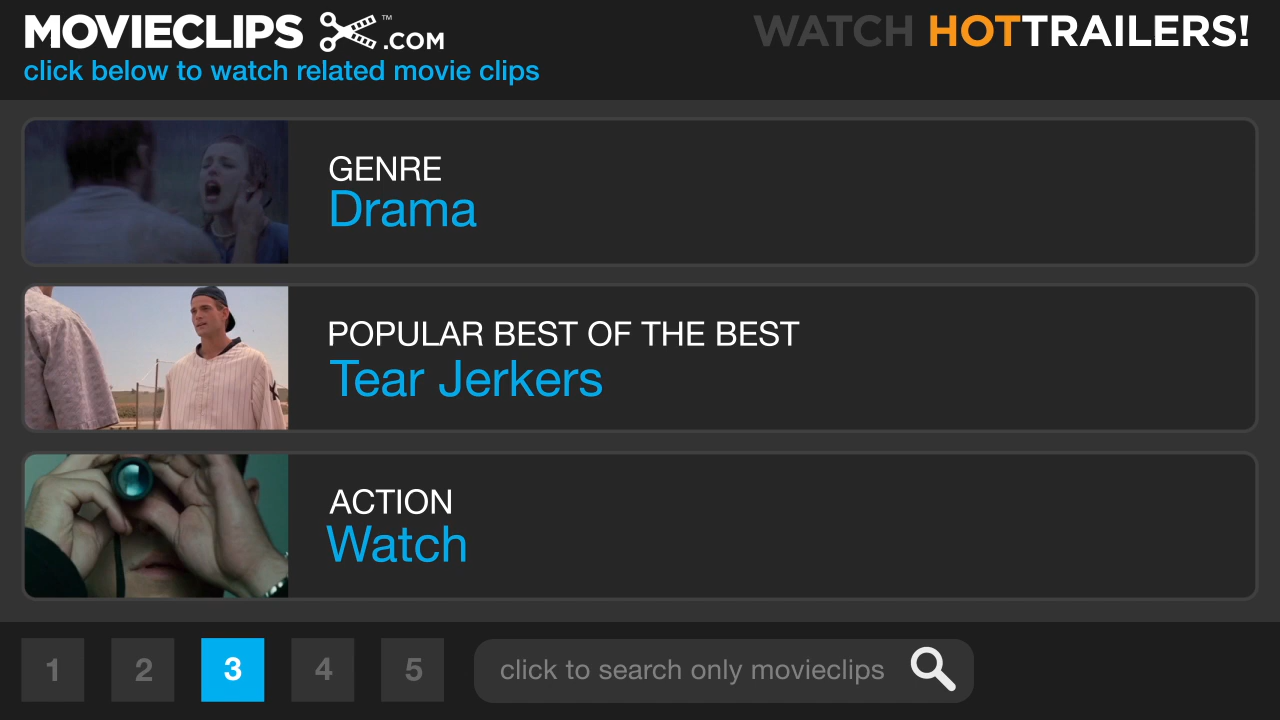 MOVIECLIPS ™ .COM
WATCH HOTTRAILERS!
click below to watch related movie clips
GENRE
Drama
POPULAR BEST OF THE BEST
Tear Jerkers
ACTION
Watch
1 2 3 4 5 click to search only movieclips